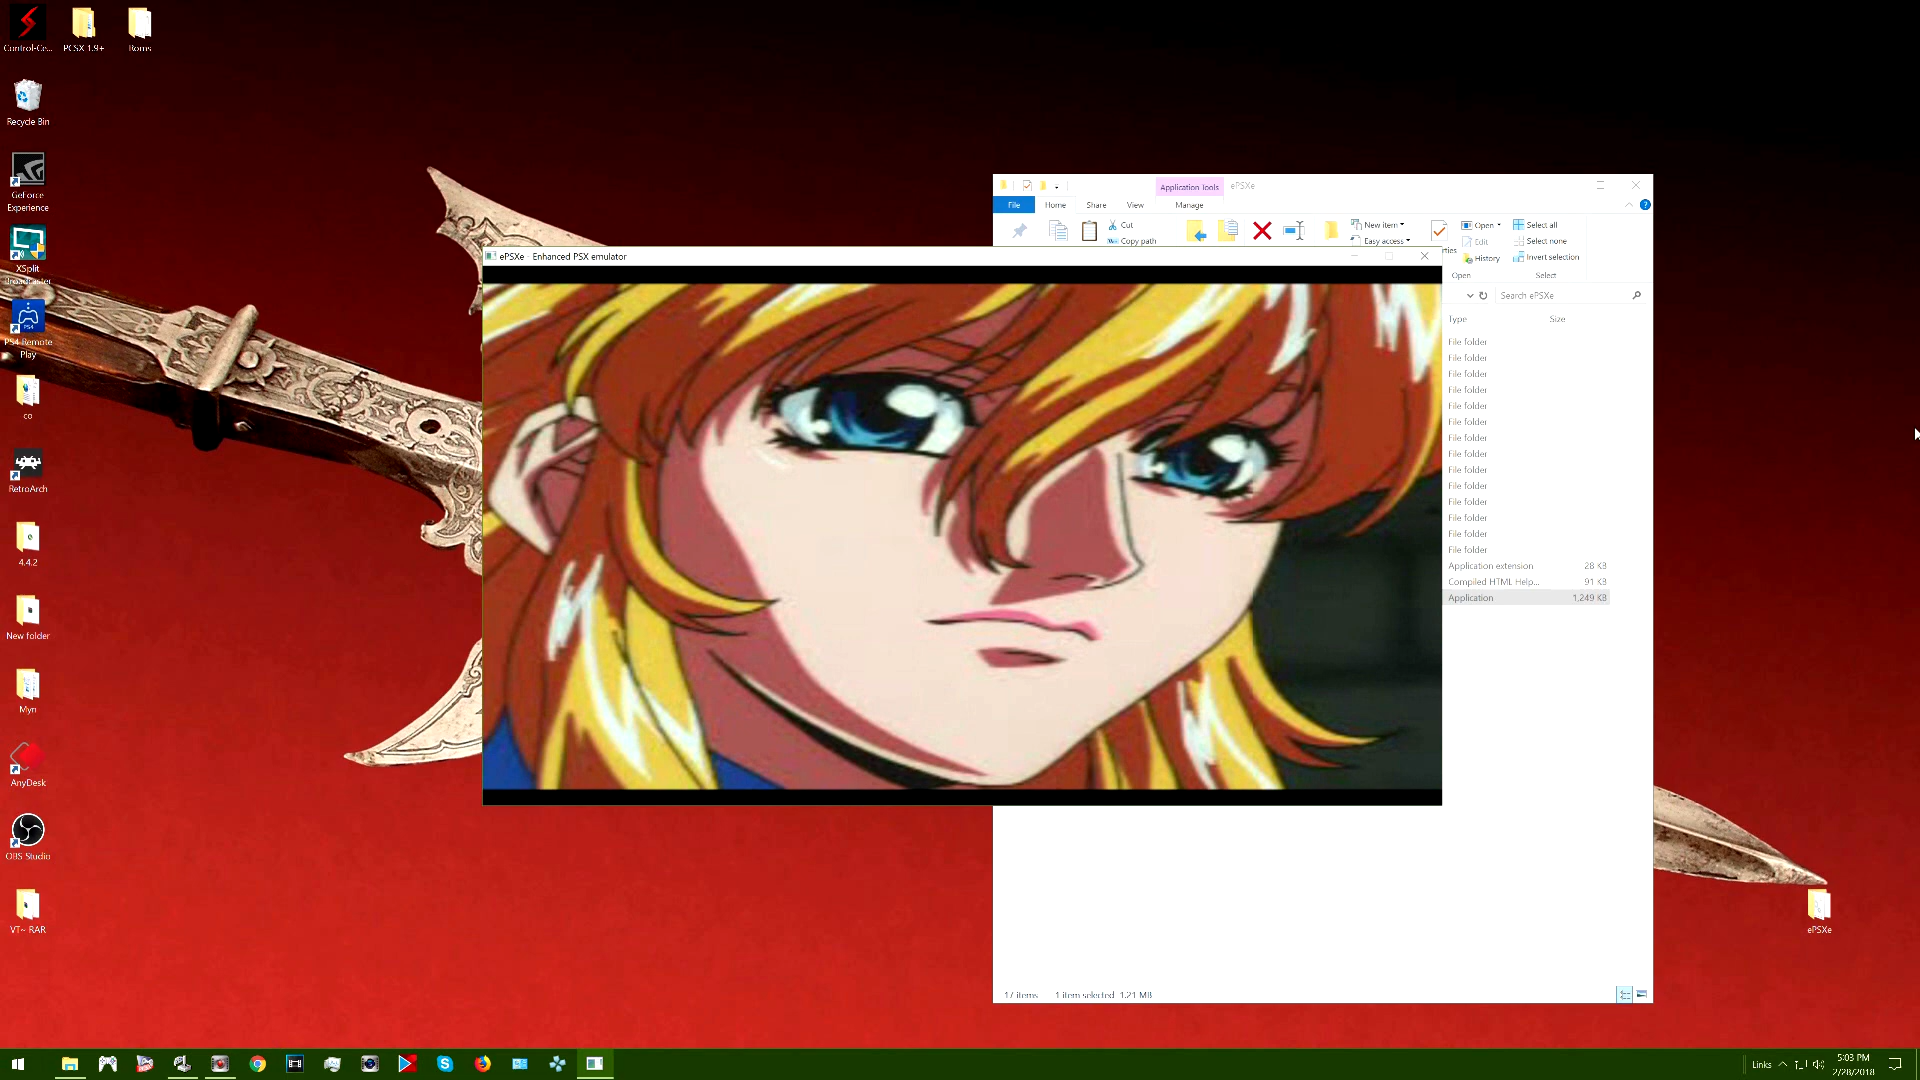 Control-Ce...
PCSX 1.9+
Roms
Recycle Bin
GeForce
Experience
XSplit
Broadcaster
PS4 Remote
Play
co
RetroArch
4.4.2
New folder
Myn
AnyDesk
OBS Studio
VT~ RAR
Application Tools
ePSXe
File
Home
Share
View
Manage
Cut
Copy path
New item
Easy access
Open
Edit
History
Select all
Select none
Invert selection
rties
Open
Select
ePSXe - Enhanced PSX emulator
Search ePSXe
Type
Size
File folder
File folder
File folder
File folder
File folder
File folder
File folder
File folder
File folder
File folder
File folder
File folder
File folder
File folder
Application extension 28 KB
Compiled HTML Help... 91 KB
Application 1,249 KB
17 items 1 item selected 1.21 MB
ePSXe
Links
5:03 PM
2/28/2018